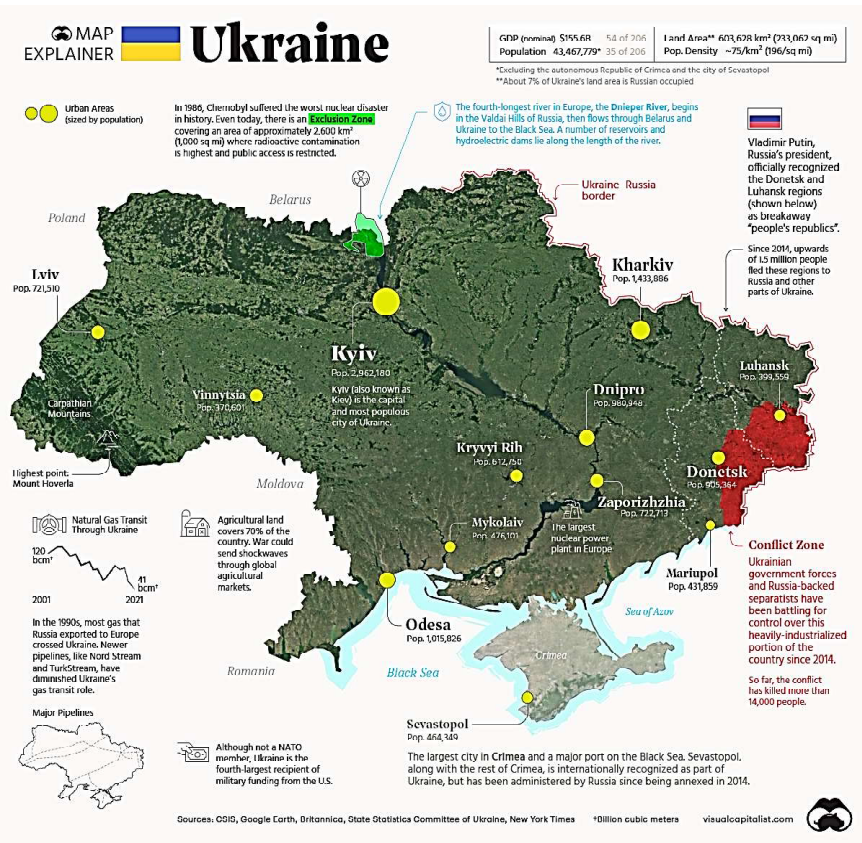 MAP
EXPLAINER
Ukraine
GDP (nominal) $155.6B 54 of 206
Population 43,467,779* 35 of 206
Land Area** 603,628 km² (233,062 sq mi)
Pop. Density ~75/km² (196/sq mi)
*Excluding the autonomous Republic of Crimea and the city of Sevastopol
**About 7% of Ukraine's land area is Russian occupied
Urban Areas
(sized by population)
In 1986, Chernobyl suffered the worst nuclear disaster
in history. Even today, there is an Exclusion Zone
covering an area of approximately 2,600 km²
(1,000 sq mi) where radioactive contamination
is highest and public access is restricted.
The fourth-longest river in Europe, the Dnieper River, begins
in the Valdai Hills of Russia, then flows through Belarus and
Ukraine to the Black Sea. A number of reservoirs and
hydroelectric dams lie along the length of the river.
Vladimir Putin,
Russia's president,
officially recognized
the Donetsk and
Luhansk regions
(shown below)
as breakaway
"people's republics".
Since 2014, upwards
of 1.5 million people
fled these regions to
Russia and other
parts of Ukraine.
Belarus
Poland
Ukraine Russia
border
Lviv
Pop. 721,510
Kharkiv
Pop. 1,433,886
Kyiv
Pop. 2,962,180
Kyiv (also known as
Kiev) is the capital
and most populous
city of Ukraine.
Luhansk
Pop. 399,559
Vinnytsia
Pop. 370,601
Dnipro
Pop. 980,948
Carpathian
Mountains
Kryvyi Rih
Pop. 612,750
Donetsk
Pop. 905,364
Highest point:
Mount Hoverla
Moldova
Zaporizhzhia
Pop. 722,713
Mykolaiv
Pop. 476,101
The largest
nuclear power
plant in Europe
Natural Gas Transit
Through Ukraine
120
bcm†
41
bcm†
2001 2021
Agricultural land
covers 70% of the
country. War could
send shockwaves
through global
agricultural
markets.
Mariupol
Pop. 431,859
Conflict Zone
Ukrainian
government forces
and Russia-backed
separatists have
been battling for
control over this
heavily-industrialized
portion of the
country since 2014.
So far, the conflict
has killed more than
14,000 people.
Odesa
Pop. 1,015,826
Sea of Azov
In the 1990s, most gas that
Russia exported to Europe
crossed Ukraine. Newer
pipelines, like Nord Stream
and TurkStream, have
diminished Ukraine's
gas transit role.
Romania
Black Sea
Crimea
Major Pipelines
Sevastopol
Pop. 464,349
Although not a NATO
member, Ukraine is the
fourth-largest recipient of
military funding from the U.S.
The largest city in Crimea and a major port on the Black Sea. Sevastopol,
along with the rest of Crimea, is internationally recognized as part of
Ukraine, but has been administered by Russia since being annexed in 2014.
Sources: CSIS, Google Earth, Britannica, State Statistics Committee of Ukraine, New York Times †Billion cubic meters visualcapitalist.com